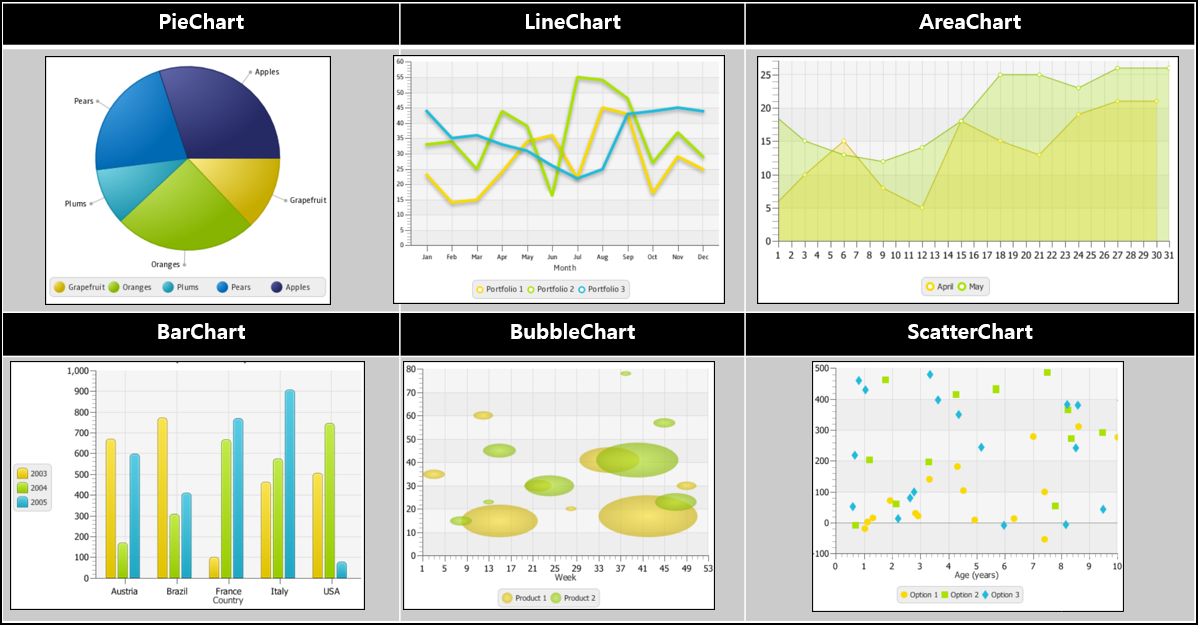 PieChart
LineChart
AreaChart
Apples
Pears
Plums
Grapefruit
Oranges
Grapefruit Oranges Plums Pears Apples
60
55
50
45
40
35
30
25
20
15
10
5
0
Jan Feb Mar Apr May Jun Jul Aug Sep Oct Nov Dec
Month
Portfolio 1 Portfolio 2 Portfolio 3
25
20
15
10
5
0
1 2 3 4 5 6 7 8 9 10 11 12 13 14 15 16 17 18 19 20 21 22 23 24 25 26 27 28 29 30 31
April May
BarChart
BubbleChart
ScatterChart
1,000
900
800
700
600
500
400
300
200
100
0
2003
2004
2005
Austria Brazil France Italy USA
Country
80
70
60
50
40
30
20
10
0
1 5 9 13 17 21 25 29 33 37 41 45 49 53
Week
Product 1 Product 2
500
400
300
200
100
0
100
0 1 2 3 4 5 6 7 8 9 10
Age (years)
Option 1 Option 2 Option 3